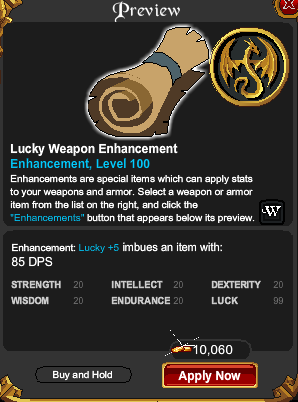 Preview
Lucky Weapon Enhancement
Enhancement, Level 100
Enhancements are special items which can apply stats
to your weapons and armor. Select a weapon or armor
item from the list on the right, and click the
"Enhancements" button that appears below its preview.
W
Enhancement: Lucky +5 imbues an item with:
85 DPS
STRENGTH 20 INTELLECT 20 DEXTERITY 20
WISDOM 20 ENDURANCE 20 LUCK 99
10,060
Buy and Hold
Apply Now